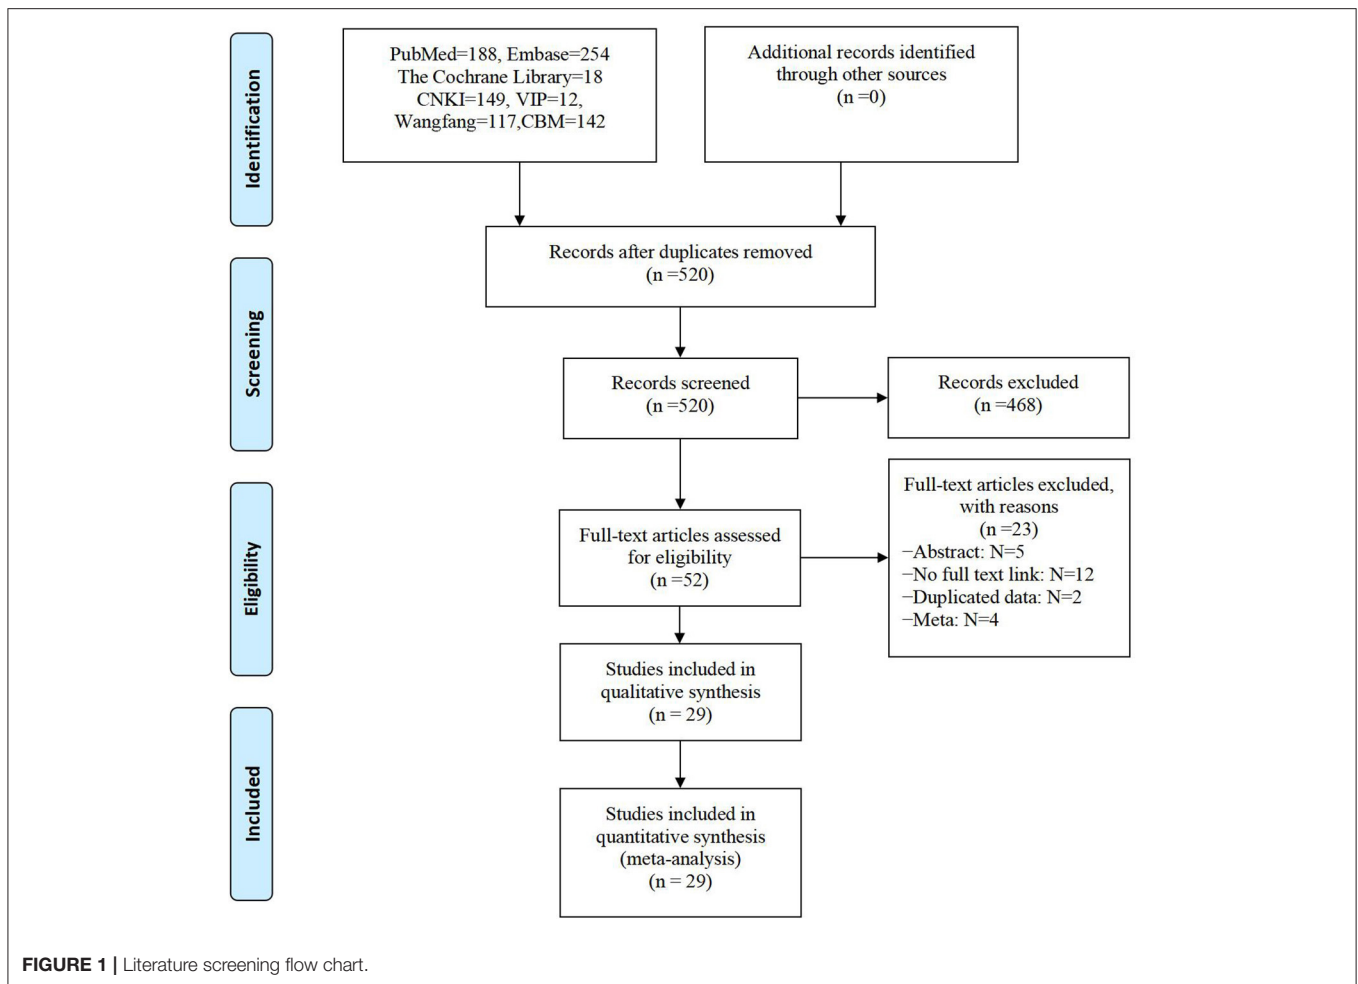 Identification
PubMed=188, Embase=254
The Cochrane Library=18
CNKI=149, VIP=12,
Wangfang=117,CBM=142
Additional records identified
through other sources
(n =0)
Records after duplicates removed
(n =520)
Screening
Records screened
(n =520)
Records excluded
(n =468)
Eligibility
Full-text articles assessed
for eligibility
(n =52)
Full-text articles excluded,
with reasons
(n =23)
−Abstract: N=5
−No full text link: N=12
−Duplicated data: N=2
−Meta: N=4
Studies included in
qualitative synthesis
(n = 29)
Included
Studies included in
quantitative synthesis
(meta-analysis)
(n = 29)
FIGURE 1 | Literature screening flow chart.